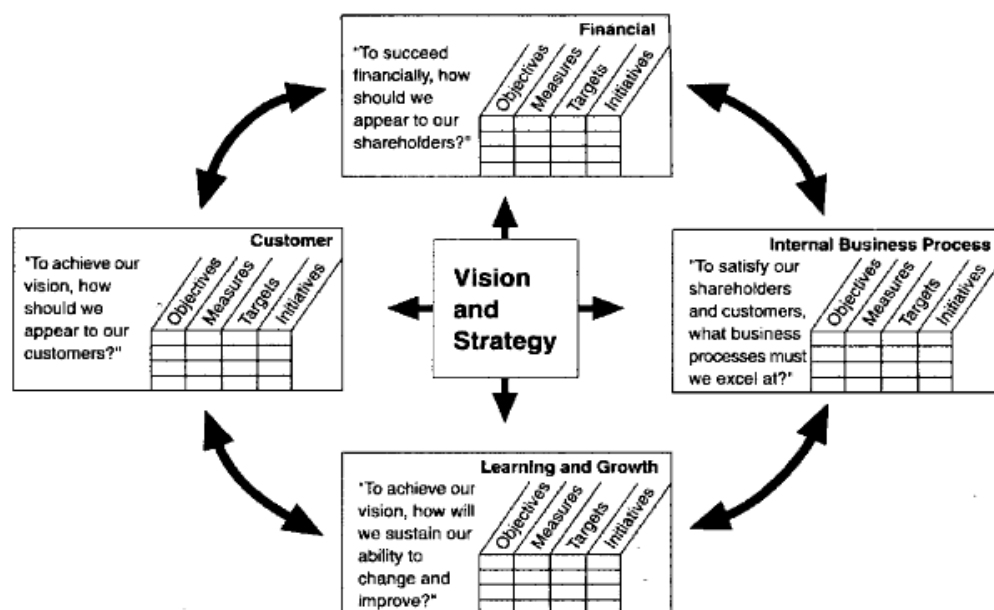 Financial
"To succeed
financially, how
should we
appear to our
shareholders?"
Objectives
Measures
Targets
Initiatives
Customer
"To achieve our
vision, how
should we
appear to our
customers?"
Objectives
Measures
Targets
Initiatives
Vision
and
Strategy
Internal Business Process
"To satisfy our
shareholders
and customers,
what business
processes must
we excel at?"
Objectives
Measures
Targets
Initiatives
Learning and Growth
"To achieve our
vision, how will
we sustain our
ability to
change and
improve?"
Objectives
Measures
Targets
Initiatives